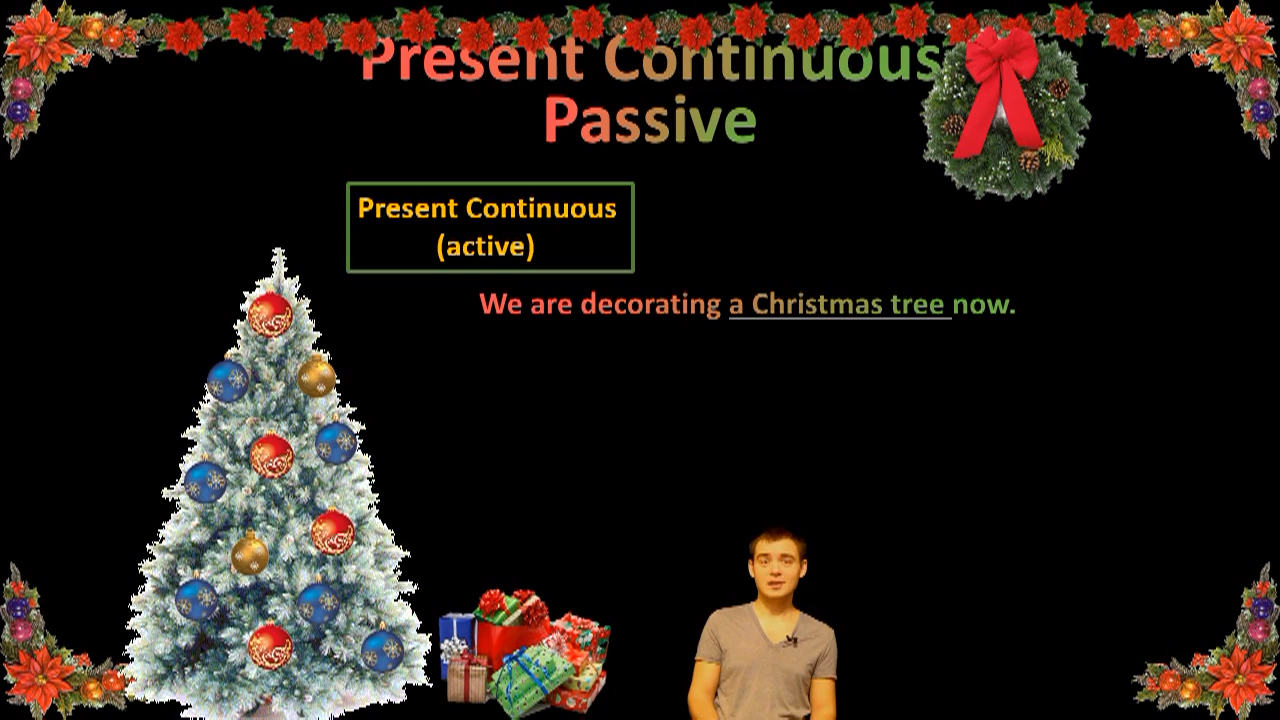 Present Continuous
Passive
Present Continuous
(active)
We are decorating a Christmas tree now.